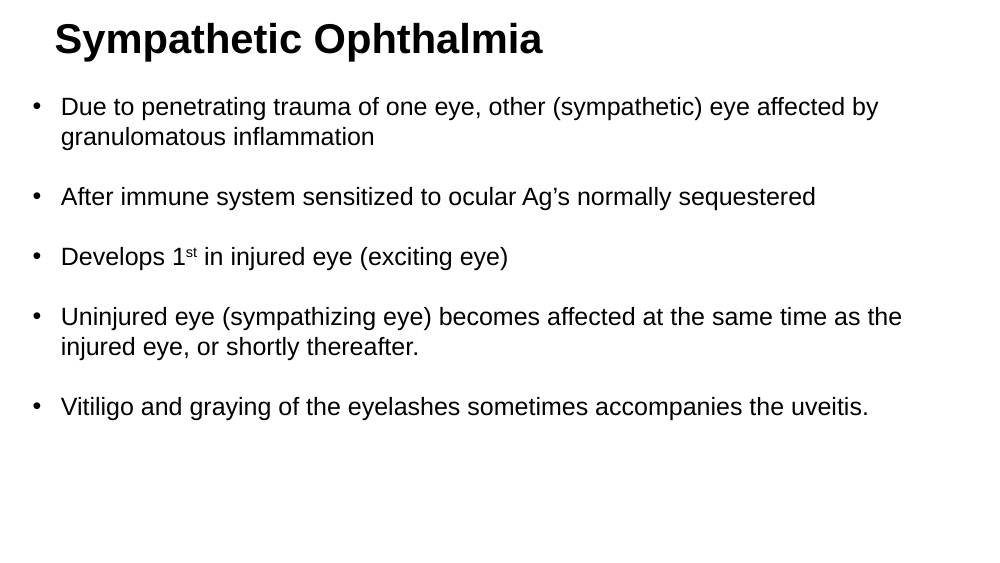 Sympathetic Ophthalmia
• Due to penetrating trauma of one eye, other (sympathetic) eye affected by
granulomatous inflammation
• After immune system sensitized to ocular Ag’s normally sequestered
• Develops 1st in injured eye (exciting eye)
• Uninjured eye (sympathizing eye) becomes affected at the same time as the
injured eye, or shortly thereafter.
• Vitiligo and graying of the eyelashes sometimes accompanies the uveitis.